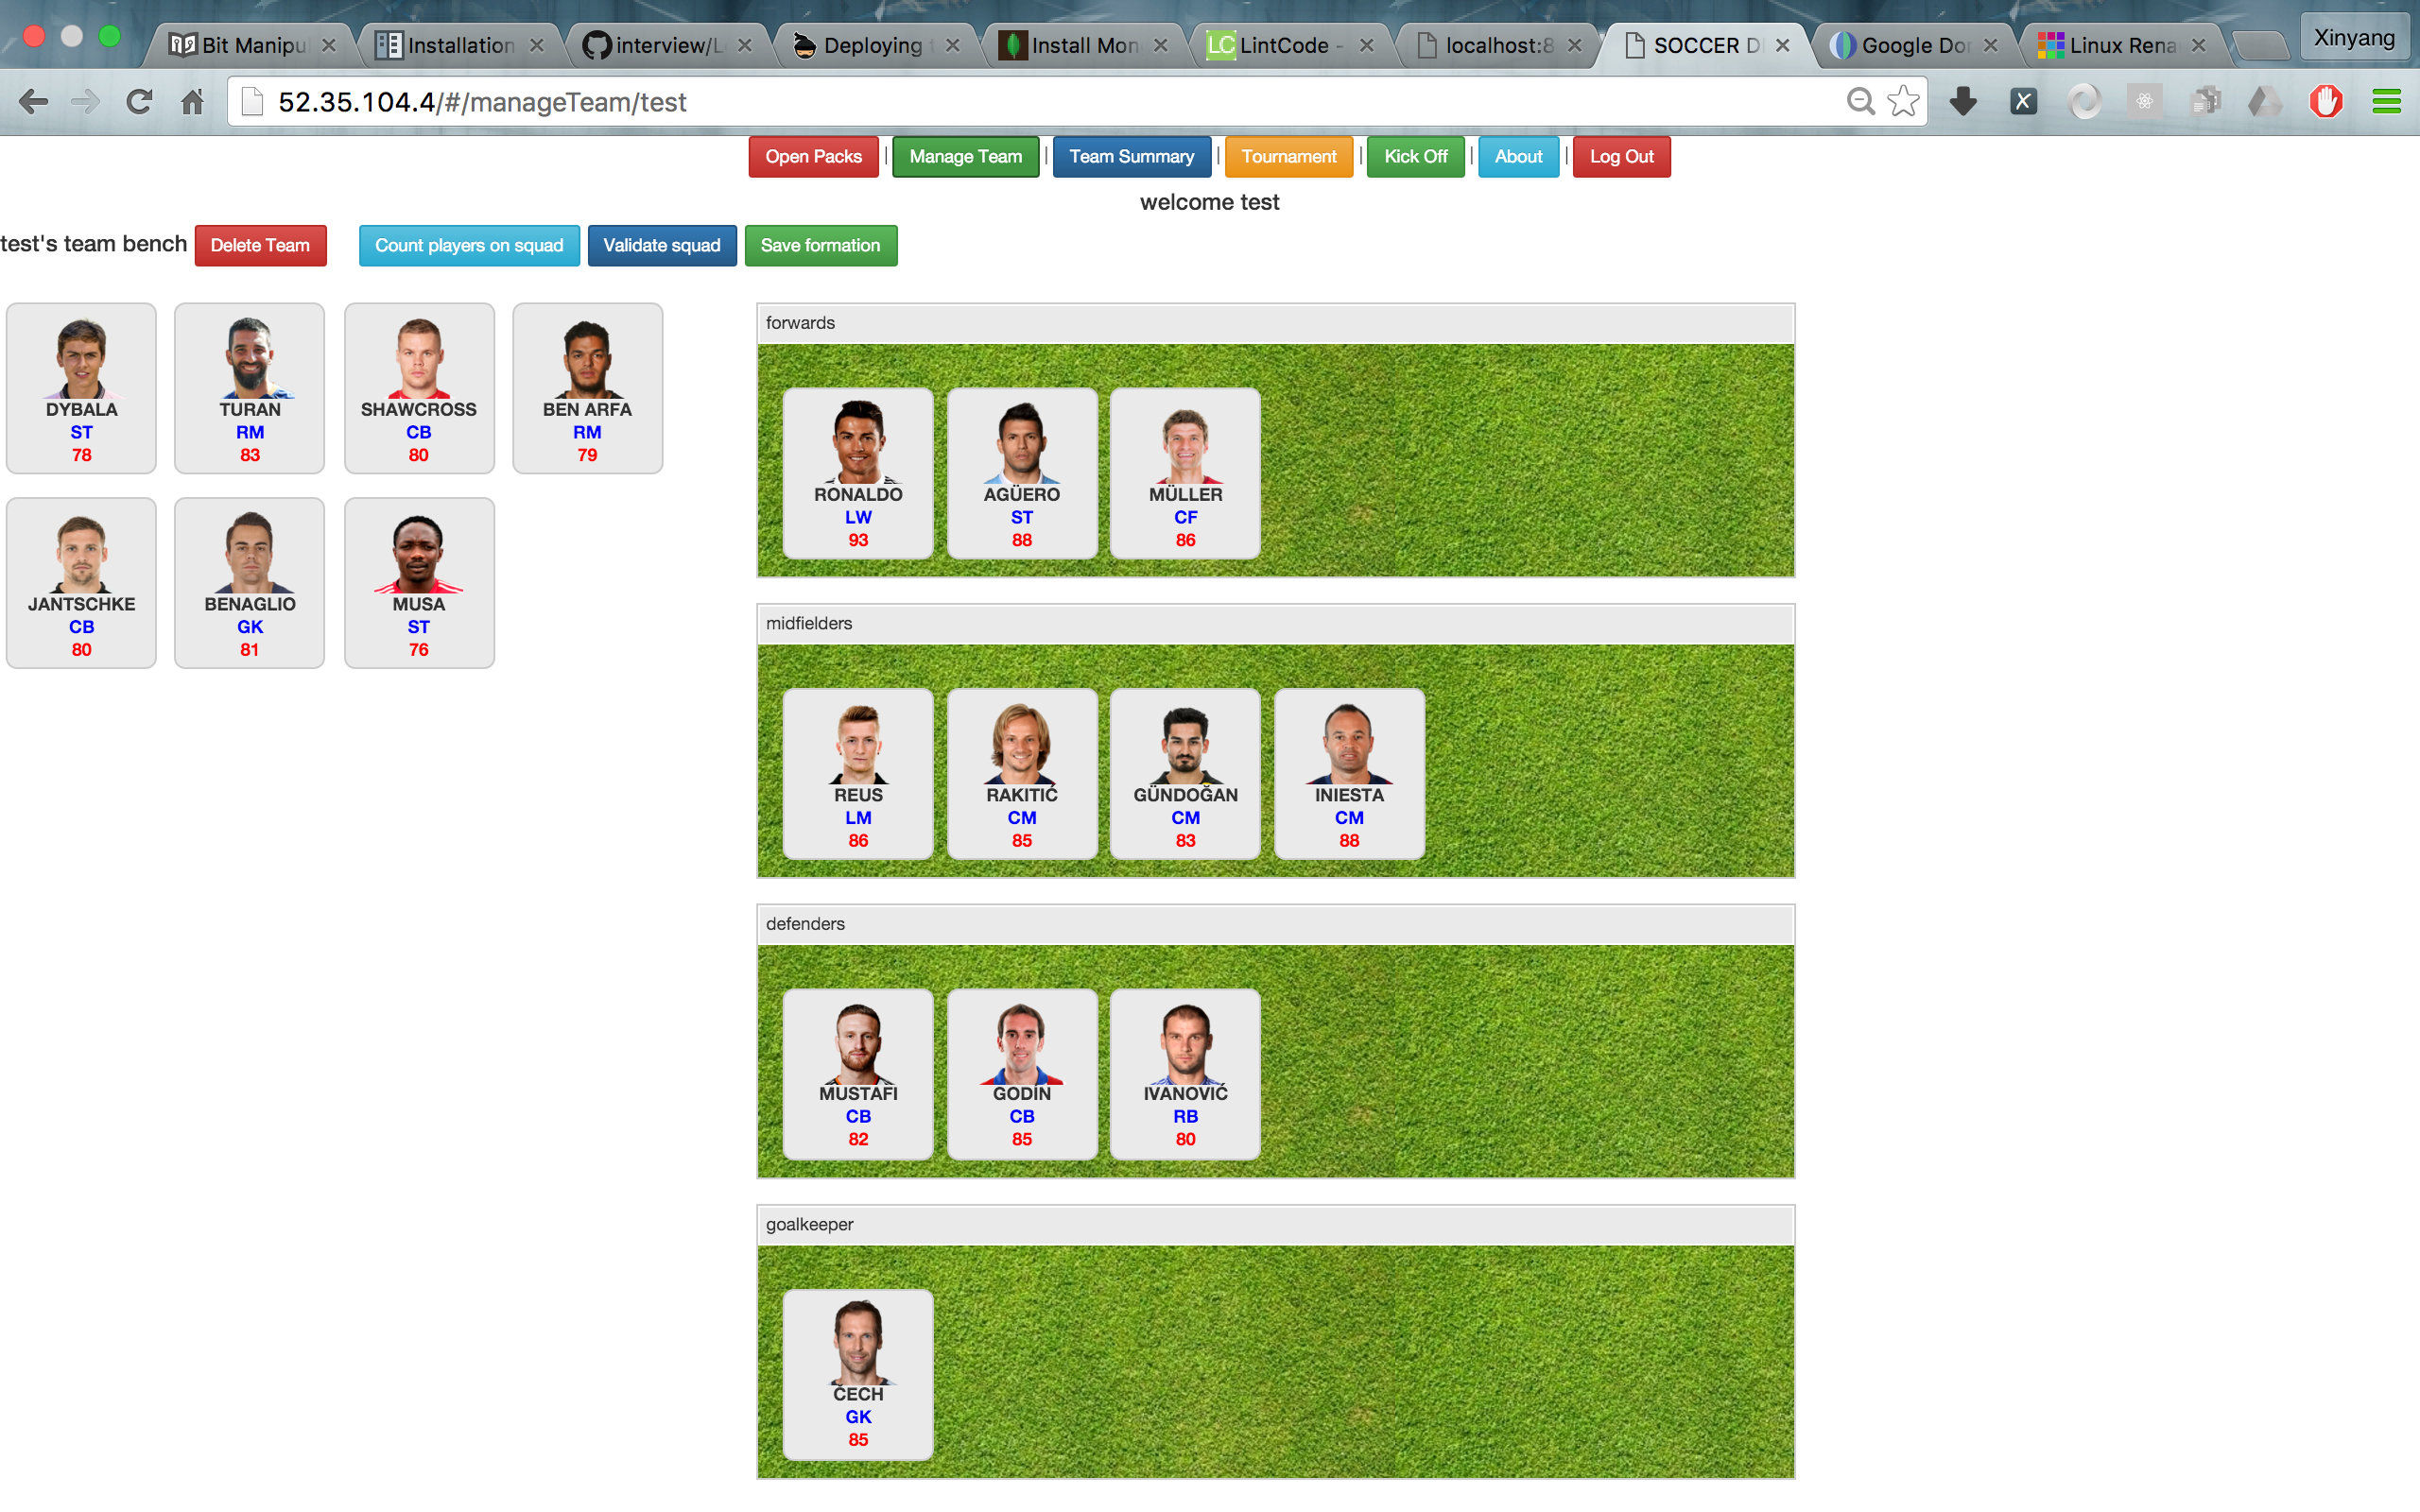 Bit Manipu
Installation
interview/L
Deploying
Install Mon
LintCode -
localhost:8
SOCCER D
Google Do
Linux Rena
Xinyang
52.35.104.4/#/manageTeam/test
Open Packs | Manage Team | Team Summary | Tournament | Kick Off | About | Log Out
welcome test
test's team bench Delete Team Count players on squad Validate squad Save formation
DYBALA
ST
78
TURAN
RM
83
SHAWCROSS
CB
80
BEN ARFA
RM
79
JANTSCHKE
CB
80
BENAGLIO
GK
81
MUSA
ST
76
forwards
RONALDO
LW
93
AGÜERO
ST
88
MÜLLER
CF
86
midfielders
REUS
LM
86
RAKITIĆ
CM
85
GÜNDOĞAN
CM
83
INIESTA
CM
88
defenders
MUSTAFI
CB
82
GODÍN
CB
85
IVANOVIĆ
RB
80
goalkeeper
ČECH
GK
85